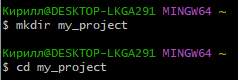 Кирилл@DESKTOP-LKGA291 MINGW64 ~
$ mkdir my_project
Кирилл@DESKTOP-LKGA291 MINGW64 ~
$ cd my_project